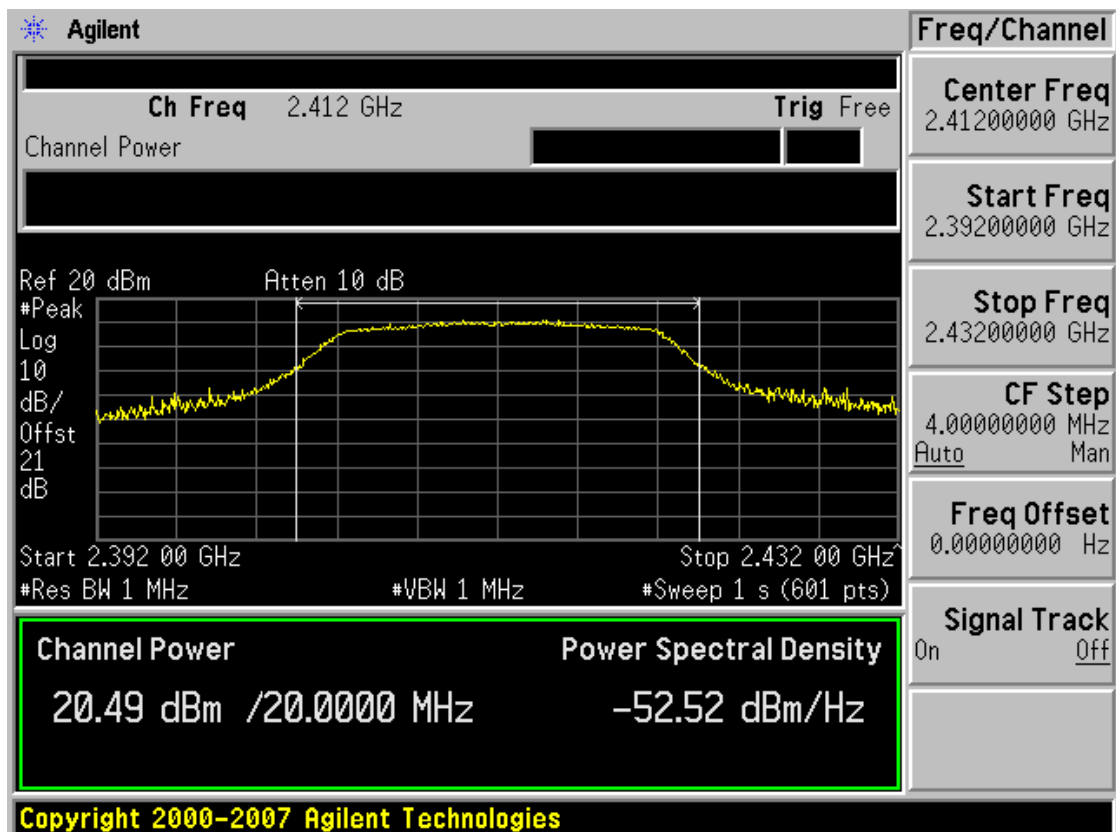 Agilent
Ch Freq 2.412 GHz Trig Free
Channel Power
Ref 20 dBm Atten 10 dB
#Peak
Log
10
dB/
Offst
21
dB
Start 2.392 00 GHz Stop 2.432 00 GHz^
#Res BW 1 MHz #VBW 1 MHz #Sweep 1 s (601 pts)
Channel Power Power Spectral Density
20.49 dBm /20.0000 MHz -52.52 dBm/Hz
Copyright 2000-2007 Agilent Technologies
Freq/Channel
Center Freq
2.41200000 GHz
Start Freq
2.39200000 GHz
Stop Freq
2.43200000 GHz
CF Step
4.00000000 MHz
Auto Man
Freq Offset
0.00000000 Hz
Signal Track
On Off